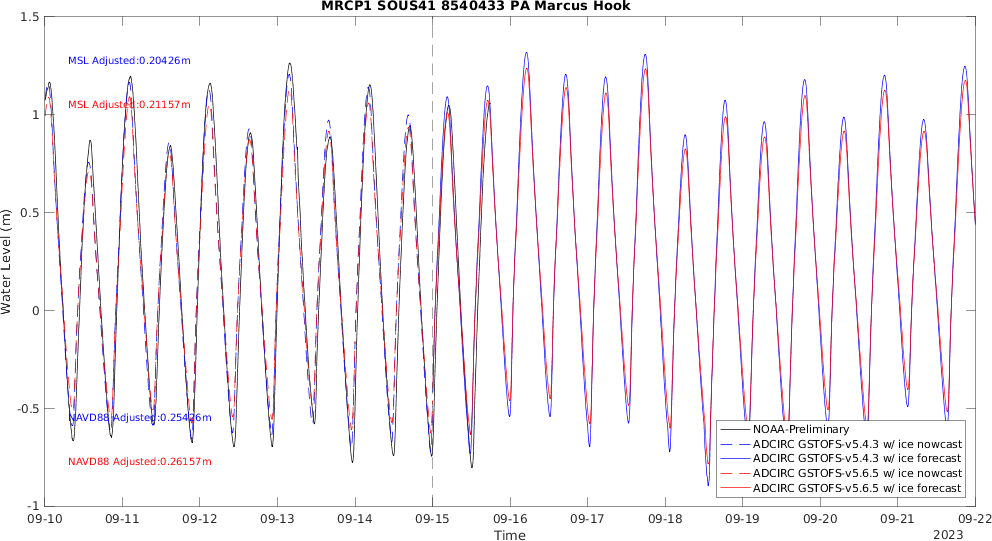 MRCP1 SOUS41 8540433 PA Marcus Hook
1.5
1
0.5
0
-0.5
-1
Water Level (m)
MSL Adjusted:0.20426m
MSL Adjusted:0.21157m
NAVD88 Adjusted:0.25426m
NAVD88 Adjusted:0.26157m
NOAA-Preliminary
ADCIRC GSTOFS-v5.4.3 w/ ice nowcast
ADCIRC GSTOFS-v5.4.3 w/ ice forecast
ADCIRC GSTOFS-v5.6.5 w/ ice nowcast
ADCIRC GSTOFS-v5.6.5 w/ ice forecast
09-10 09-11 09-12 09-13 09-14 09-15 09-16 09-17 09-18 09-19 09-20 09-21 09-22
Time
2023